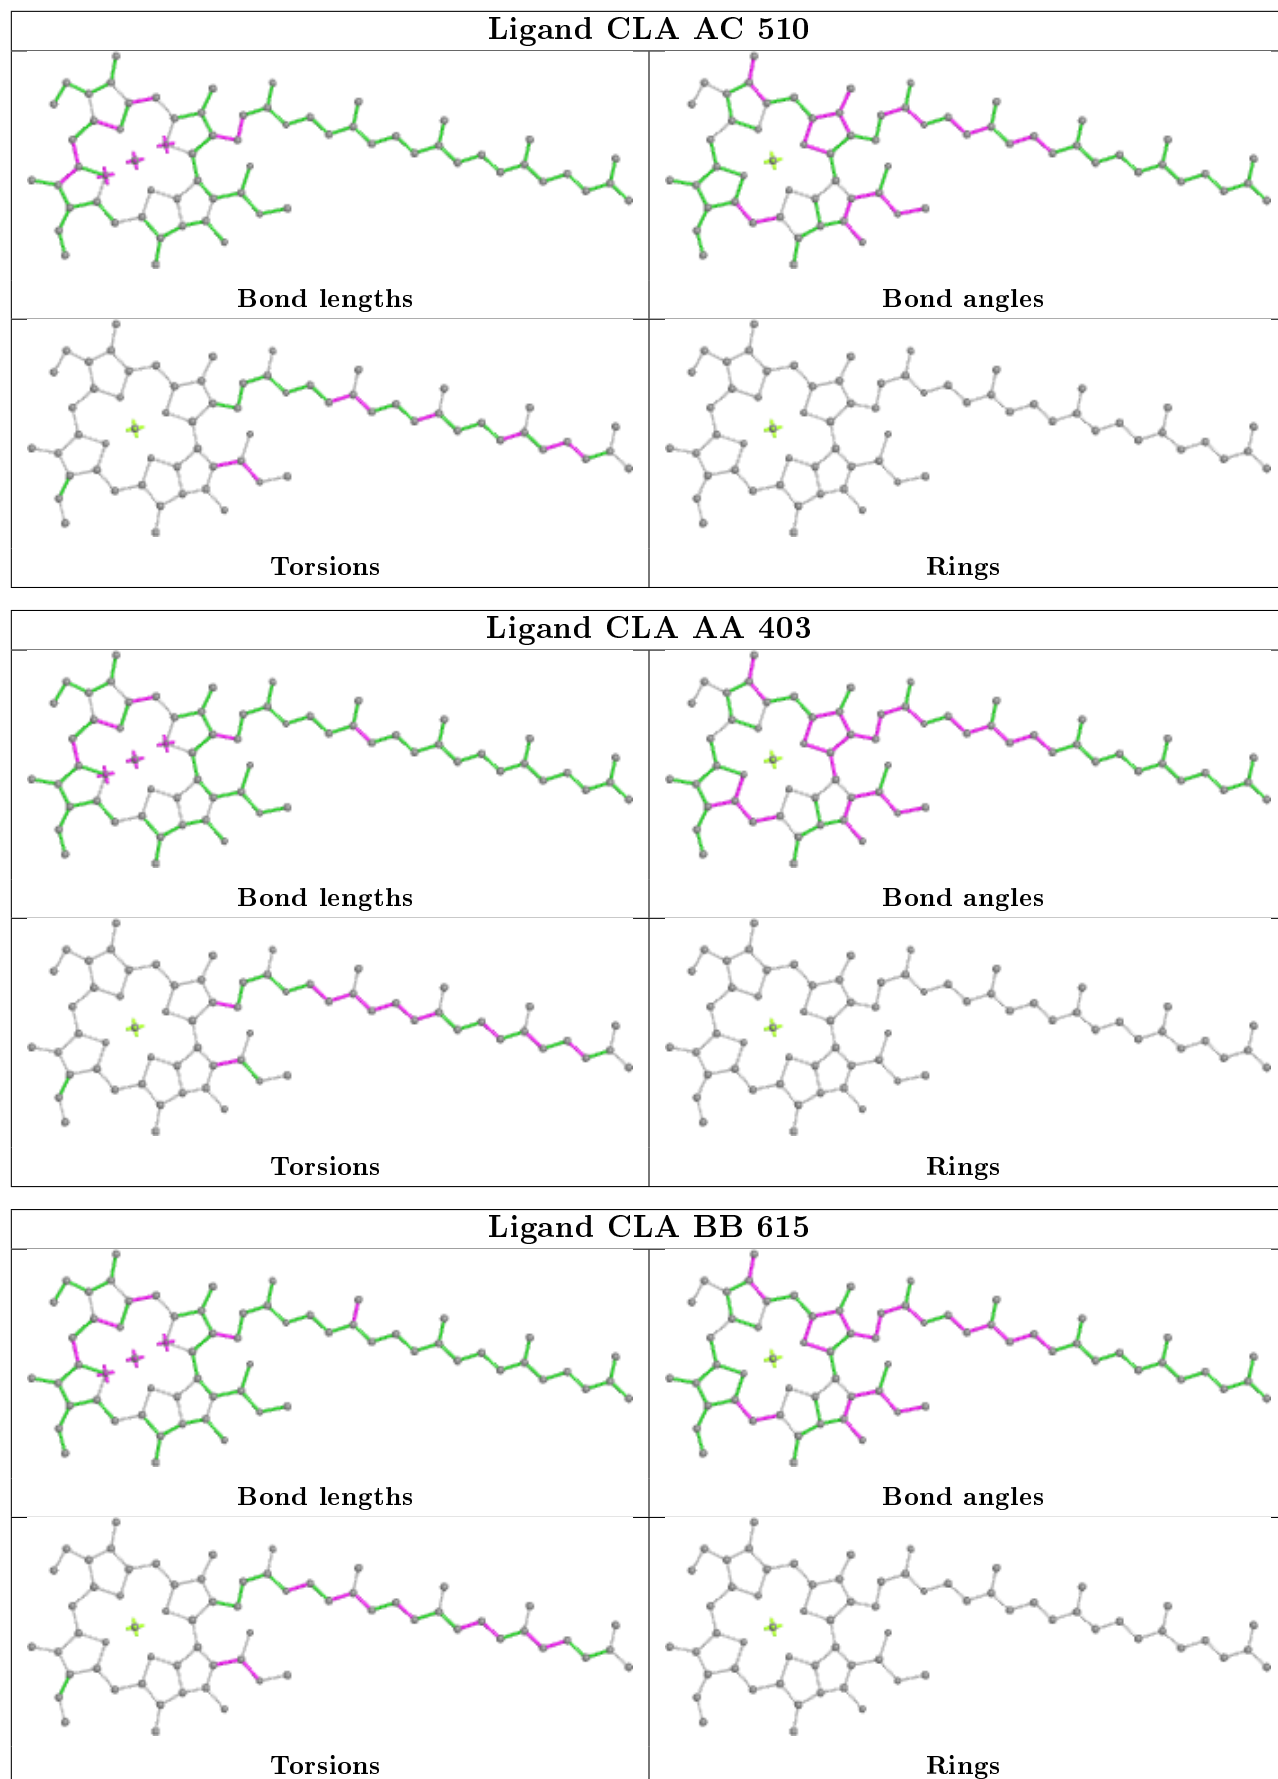 Ligand CLA AC 510
Bond lengths
Bond angles
Torsions
Rings
Ligand CLA AA 403
Bond lengths
Bond angles
Torsions
Rings
Ligand CLA BB 615
Bond lengths
Bond angles
Torsions
Rings